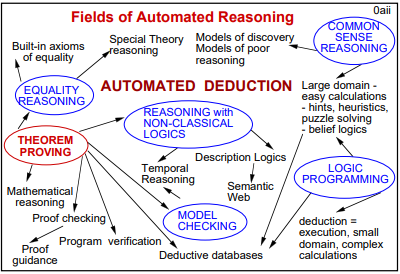 Fields of Automated Reasoning
0aii
Built-in axioms
of equality
Special Theory
reasoning
Models of discovery
Models of poor
reasoning
COMMON
SENSE
REASONING
EQUALITY
REASONING
AUTOMATED DEDUCTION
Large domain -
easy calculations
- hints, heuristics,
puzzle solving
- belief logics
REASONING with
NON-CLASSICAL
LOGICS
THEOREM
PROVING
Temporal
Reasoning
Description Logics
LOGIC
PROGRAMMING
Mathematical
reasoning
Semantic
Web
MODEL
CHECKING
Proof checking
Program verification
Proof
guidance
Deductive databases
deduction =
execution, small
domain, complex
calculations